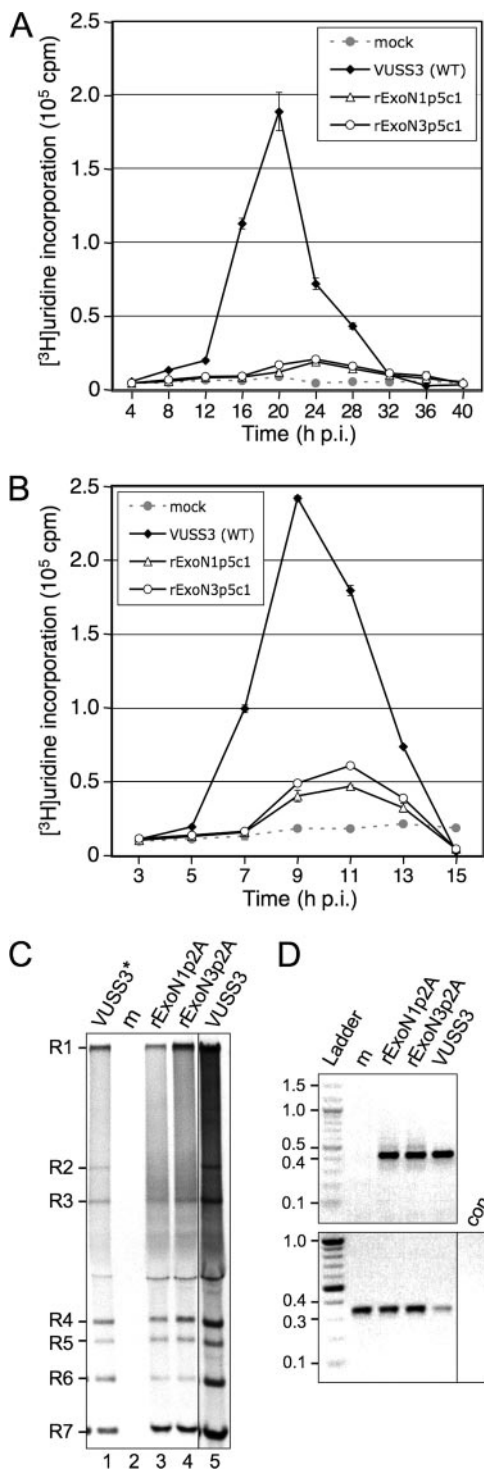 A
[³H]uridine incorporation (10⁵ cpm)
2.5
2.0
1.5
1.0
0.5
0
mock
VUSS3 (WT)
rExoN1p5c1
rExoN3p5c1
4 8 12 16 20 24 28 32 36 40
Time (h p.i.)
B
[³H]uridine incorporation (10⁵ cpm)
2.5
2.0
1.5
1.0
0.5
0
mock
VUSS3 (WT)
rExoN1p5c1
rExoN3p5c1
3 5 7 9 11 13 15
Time (h p.i.)
C
VUSS3*
m
rExoN1p2A
rExoN3p2A
VUSS3
R1
R2
R3
R4
R5
R6
R7
1 2 3 4 5
D
Ladder
m
rExoN1p2A
rExoN3p2A
VUSS3
1.5
1.0
0.5
0.4
0.1
1.0
0.4
0.3
0.1